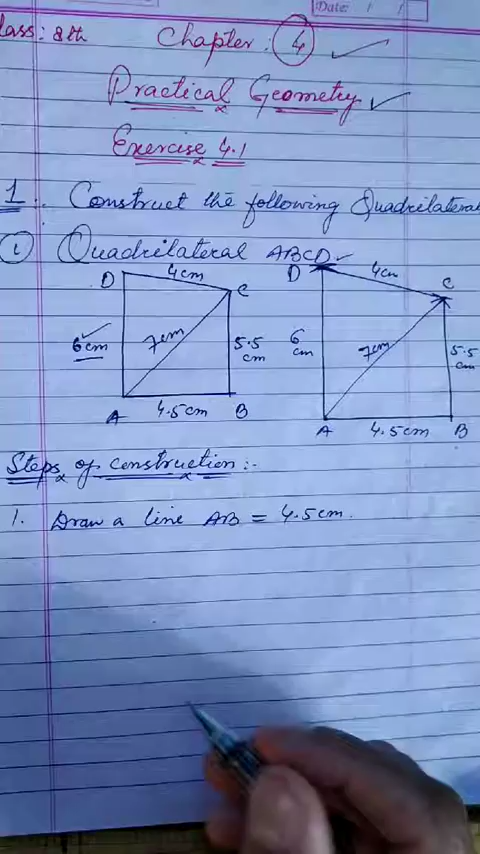 Date: / /
lass: 8th Chapter: 4
Practical Geometry
Exercise 4.1
1. Construct the following Quadrilateral
(i) Quadrilateral ABCD
D 4cm C
6cm 7cm 5.5 cm
A 4.5cm B
D 4cm C
6 cm 7cm 5.5 cm
A 4.5cm B
Steps of construction:-
1. Draw a line AB = 4.5cm.